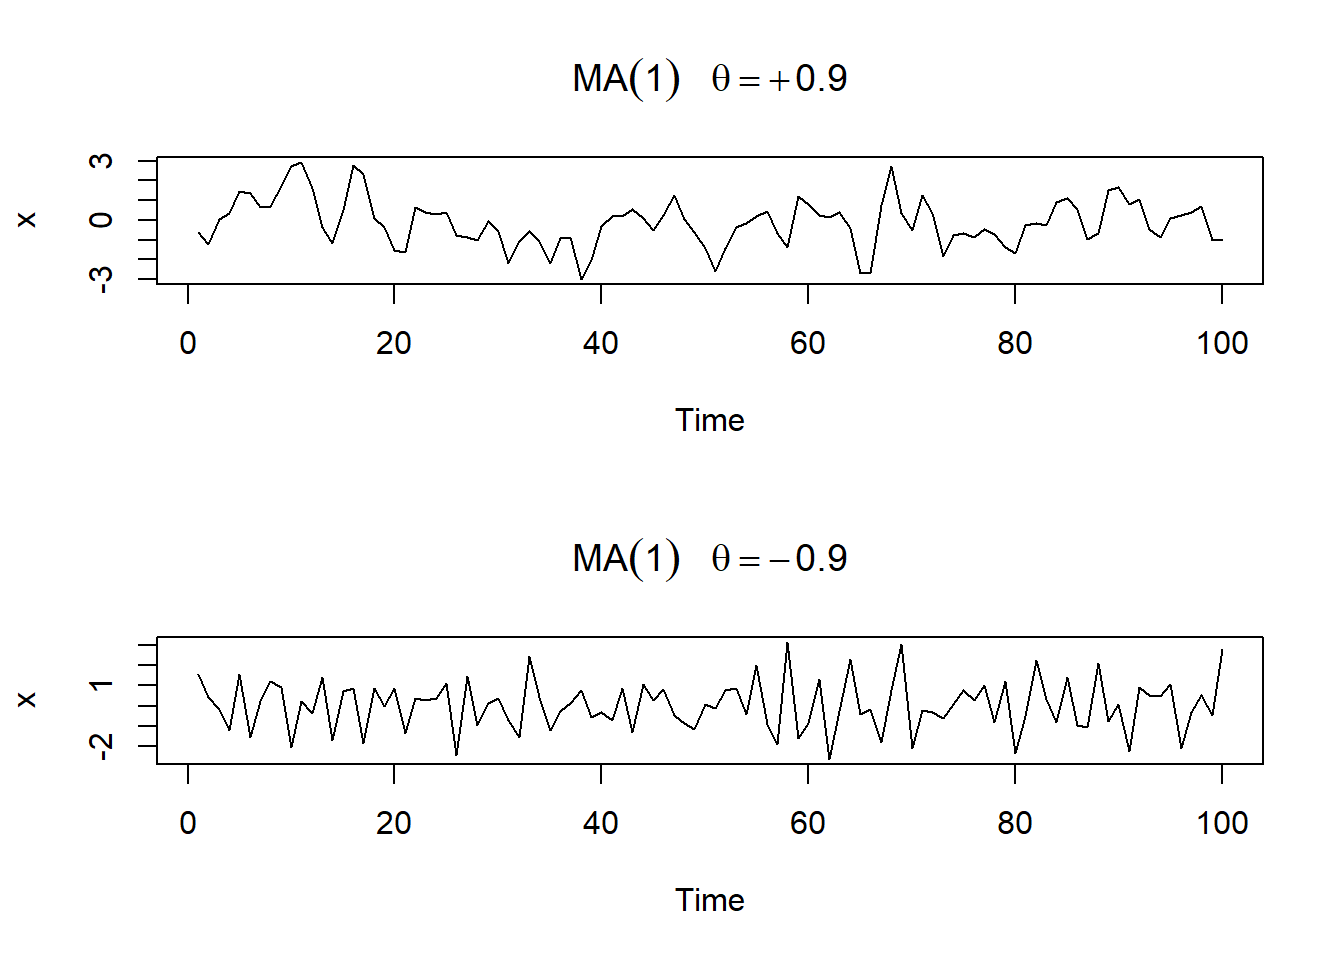 MA(1) θ = +0.9
x
3
0
-3
0 20 40 60 80 100
Time
MA(1) θ = −0.9
x
1
-2
0 20 40 60 80 100
Time